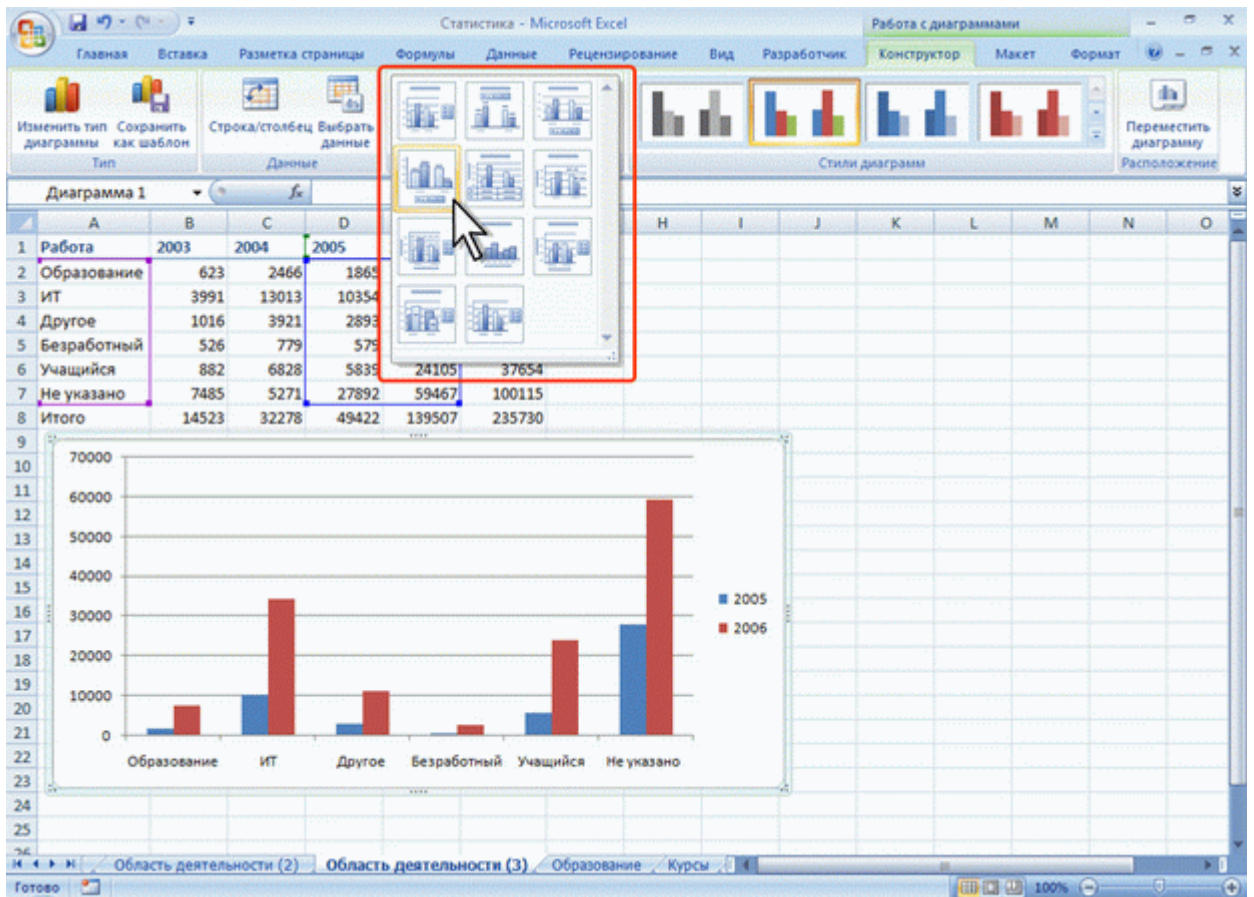 Статистика - Microsoft Excel
Работа с диаграммами
Главная Вставка Разметка страницы Формулы Данные Рецензирование Вид Разработчик Конструктор Макет Формат
Изменить тип диаграммы
Сохранить как шаблон
Строка/столбец
Выбрать данные
Переместить диаграмму
Тип Данные Стили диаграмм Расположение
Диаграмма 1 fx
A B C D H I J K L M N O
1 Работа 2003 2004 2005
2 Образование 623 2466 1865
3 ИТ 3991 13013 10354
4 Другое 1016 3921 2893
5 Безработный 526 779 579
6 Учащийся 882 6828 5839 24105 37654
7 Не указано 7485 5271 27892 59467 100115
8 Итого 14523 32278 49422 139507 235730
9
10
11
12
13
14
15
16
17
18
19
20
21
22
23
24
25
26
70000
60000
50000
40000
30000
20000
10000
0
2005
2006
Образование ИТ Другое Безработный Учащийся Не указано
Область деятельности (2) Область деятельности (3) Образование Курсы
Готово 100%